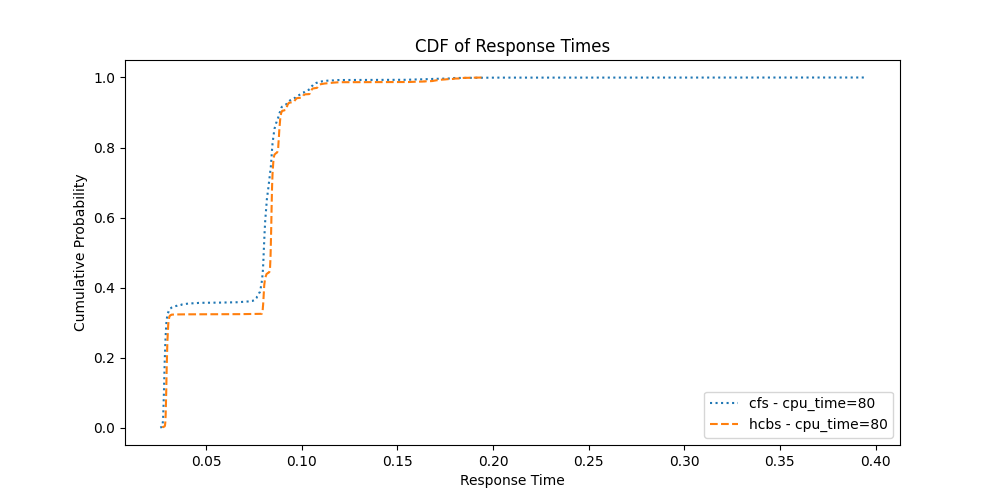 CDF of Response Times
Cumulative Probability
1.0
0.8
0.6
0.4
0.2
0.0
cfs - cpu_time=80
hcbs - cpu_time=80
0.05 0.10 0.15 0.20 0.25 0.30 0.35 0.40
Response Time